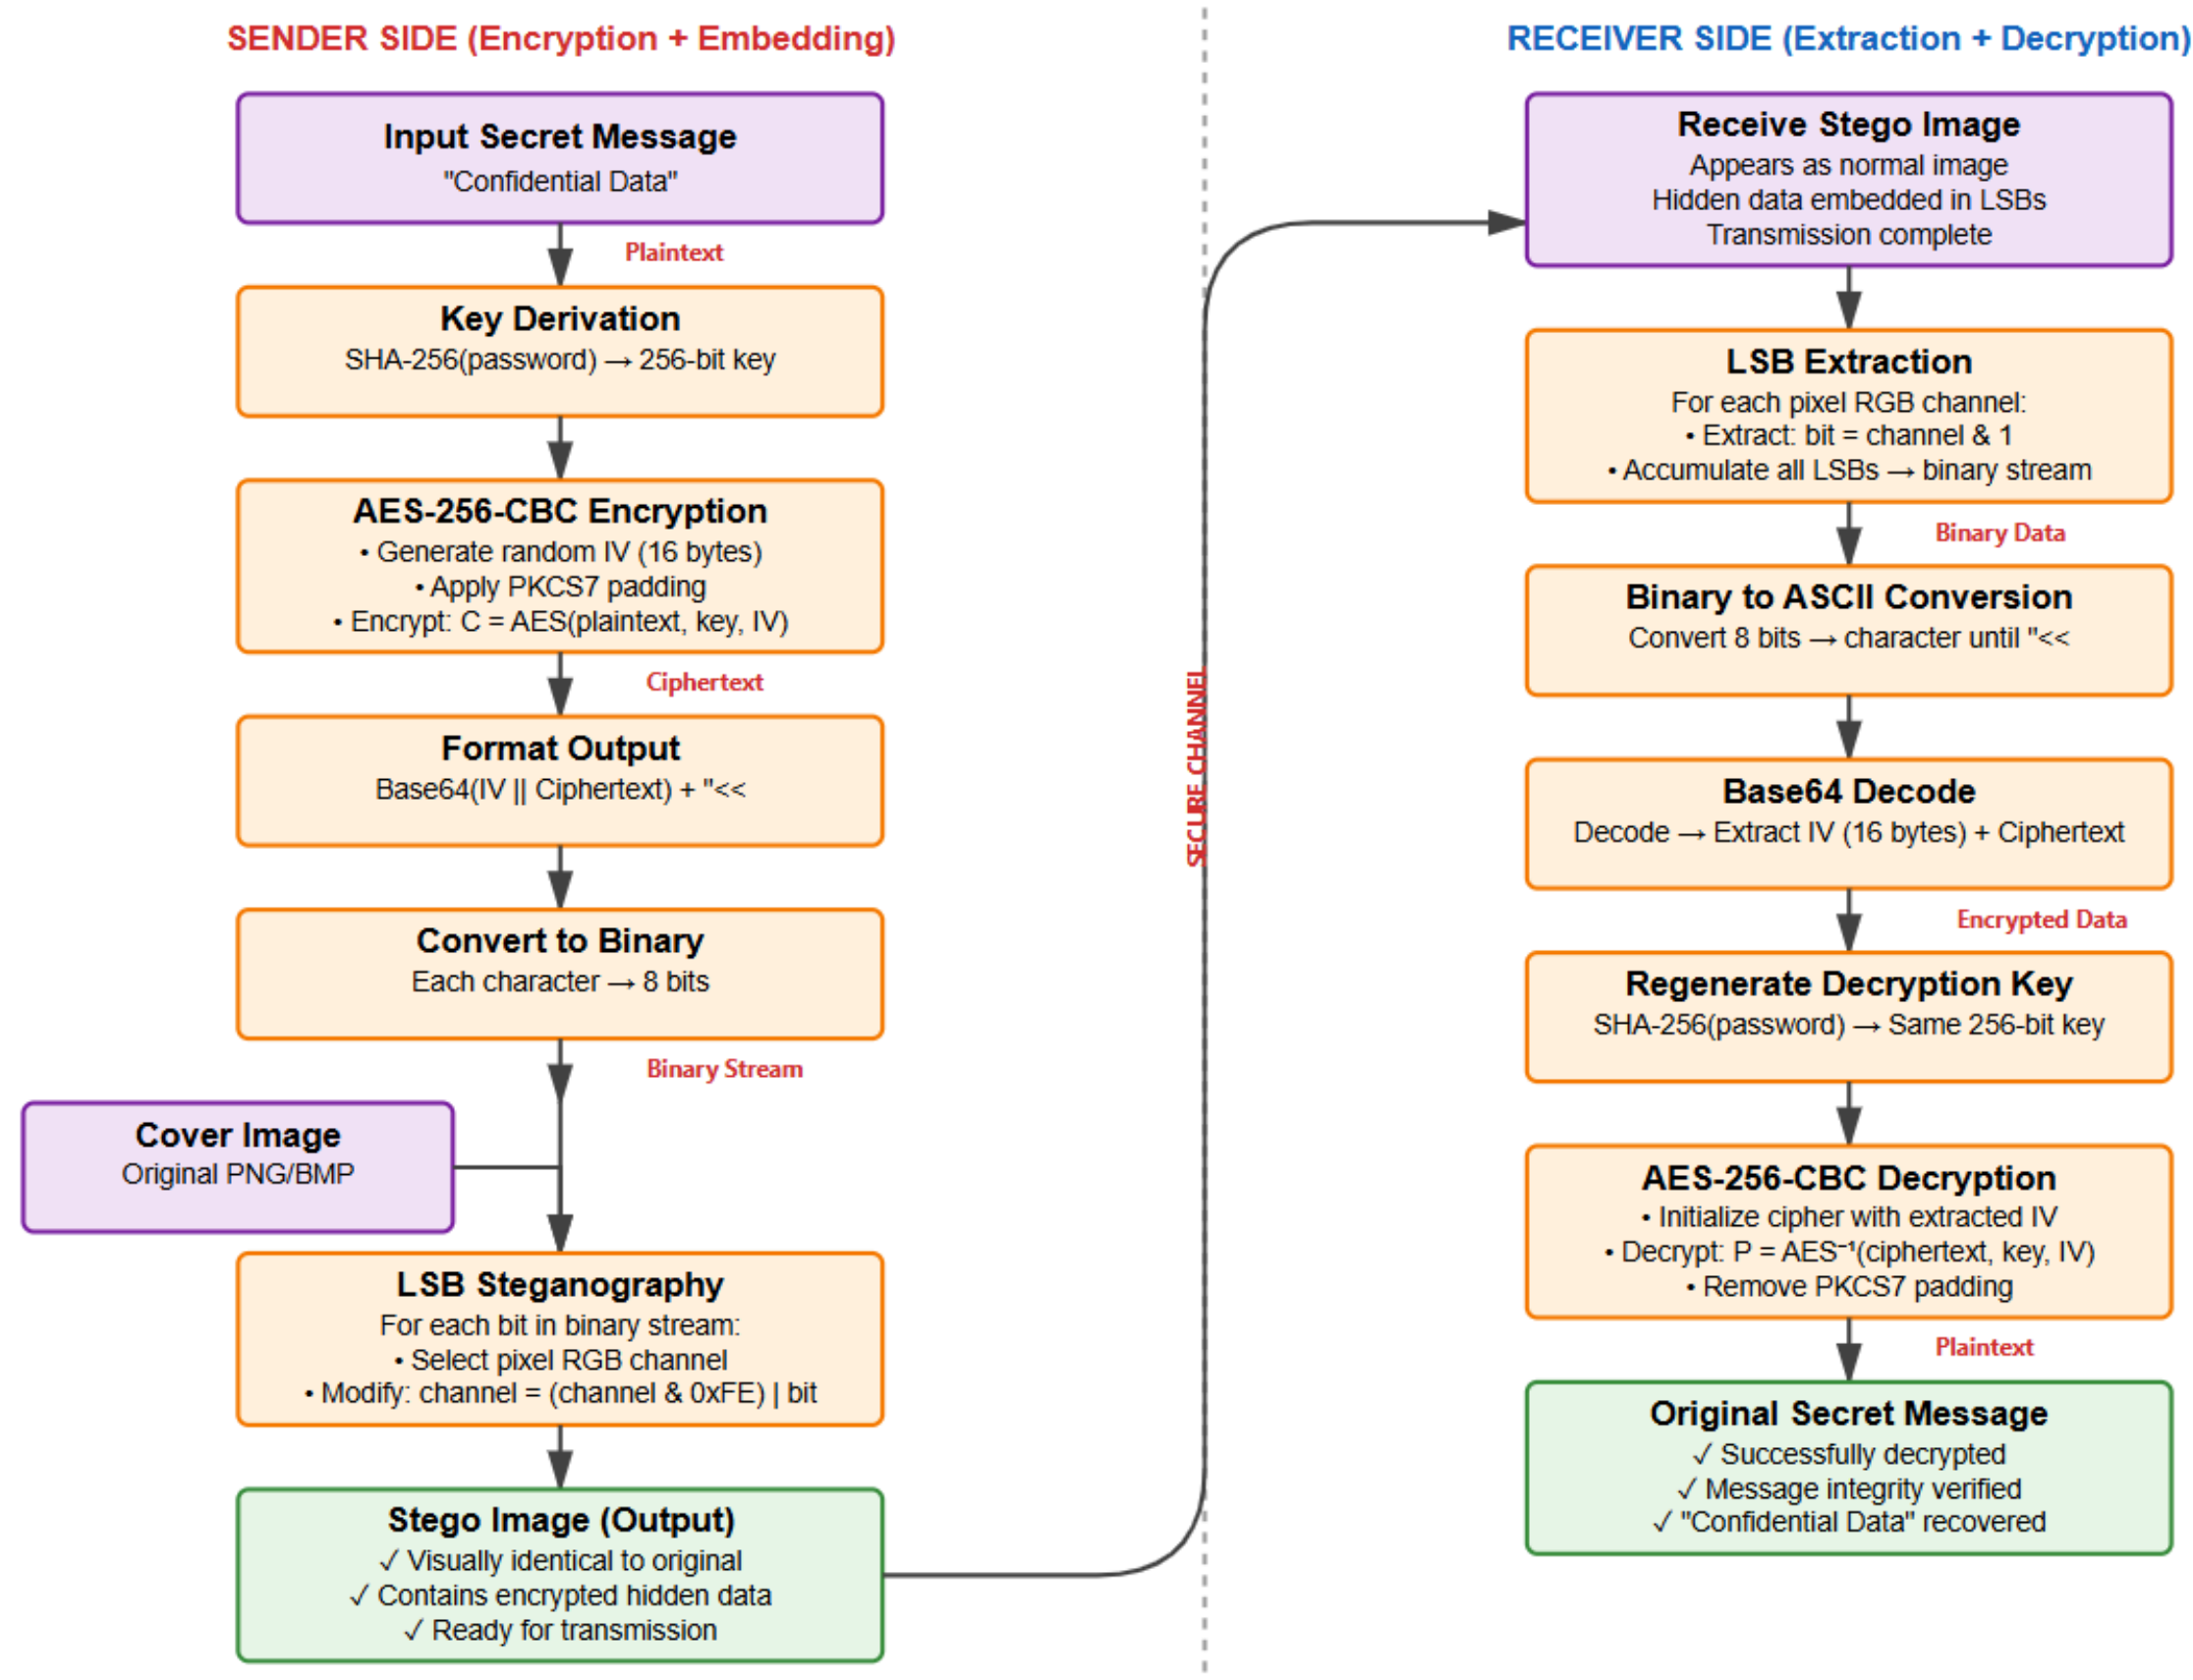 SENDER SIDE (Encryption + Embedding)
Input Secret Message
"Confidential Data"
Plaintext
Key Derivation
SHA-256(password) → 256-bit key
AES-256-CBC Encryption
• Generate random IV (16 bytes)
• Apply PKCS7 padding
• Encrypt: C = AES(plaintext, key, IV)
Ciphertext
Format Output
Base64(IV || Ciphertext) + "<<
Convert to Binary
Each character → 8 bits
Binary Stream
Cover Image
Original PNG/BMP
LSB Steganography
For each bit in binary stream:
• Select pixel RGB channel
• Modify: channel = (channel & 0xFE) | bit
Stego Image (Output)
✓ Visually identical to original
✓ Contains encrypted hidden data
✓ Ready for transmission
SECURE CHANNEL
RECEIVER SIDE (Extraction + Decryption)
Receive Stego Image
Appears as normal image
Hidden data embedded in LSBs
Transmission complete
LSB Extraction
For each pixel RGB channel:
• Extract: bit = channel & 1
• Accumulate all LSBs → binary stream
Binary Data
Binary to ASCII Conversion
Convert 8 bits → character until "<<
Base64 Decode
Decode → Extract IV (16 bytes) + Ciphertext
Encrypted Data
Regenerate Decryption Key
SHA-256(password) → Same 256-bit key
AES-256-CBC Decryption
• Initialize cipher with extracted IV
• Decrypt: P = AES⁻¹(ciphertext, key, IV)
• Remove PKCS7 padding
Plaintext
Original Secret Message
✓ Successfully decrypted
✓ Message integrity verified
✓ "Confidential Data" recovered